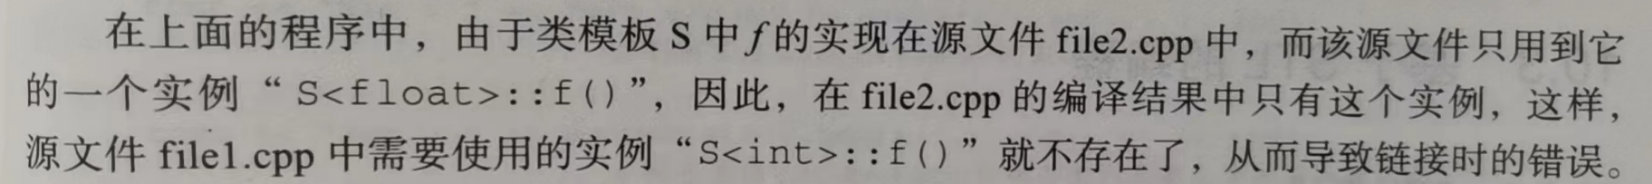 在上面的程序中，由于类模板 S 中 f 的实现在源文件 file2.cpp 中，而该源文件只用到它
的一个实例“S<float>::f()”，因此，在 file2.cpp 的编译结果中只有这个实例，这样，
源文件 file1.cpp 中需要使用的实例“S<int>::f()”就不存在了，从而导致链接时的错误。